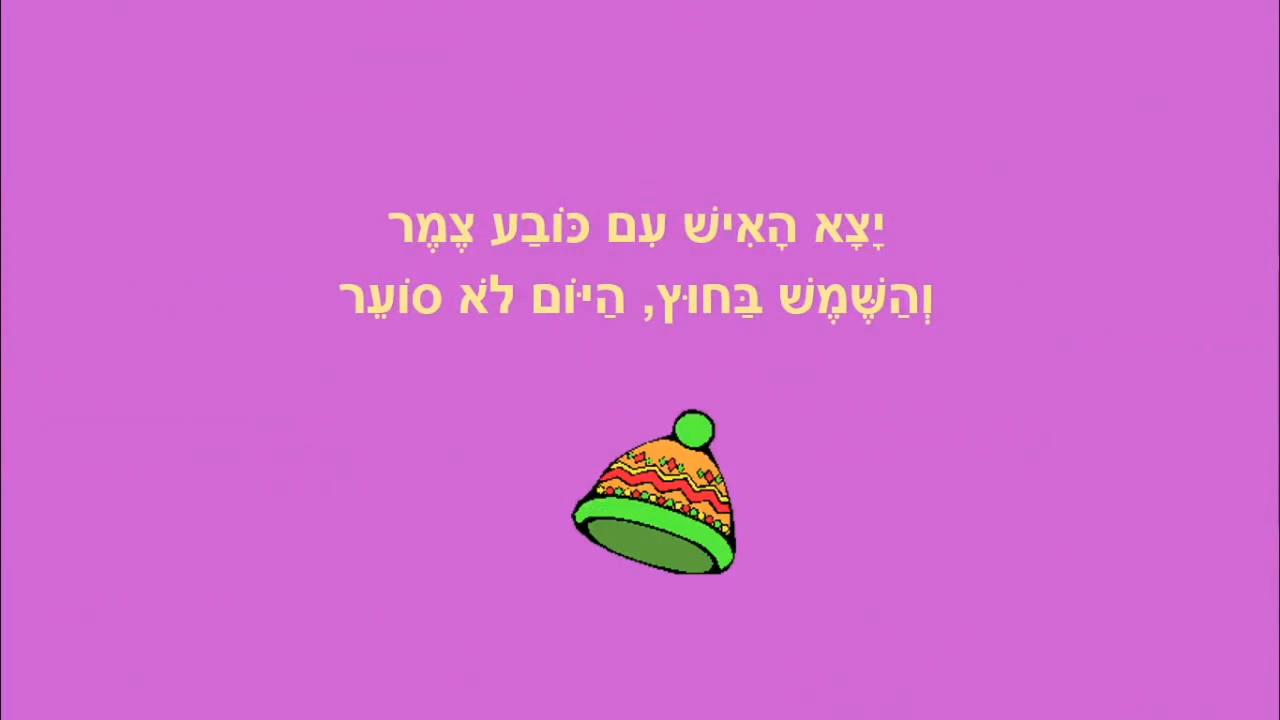 יָצָא הָאִישׁ עִם כּוֹבַע צֶמֶר
וְהַשֶּׁמֶשׁ בַּחוּץ, הַיּוֹם לֹא סוֹעֵר